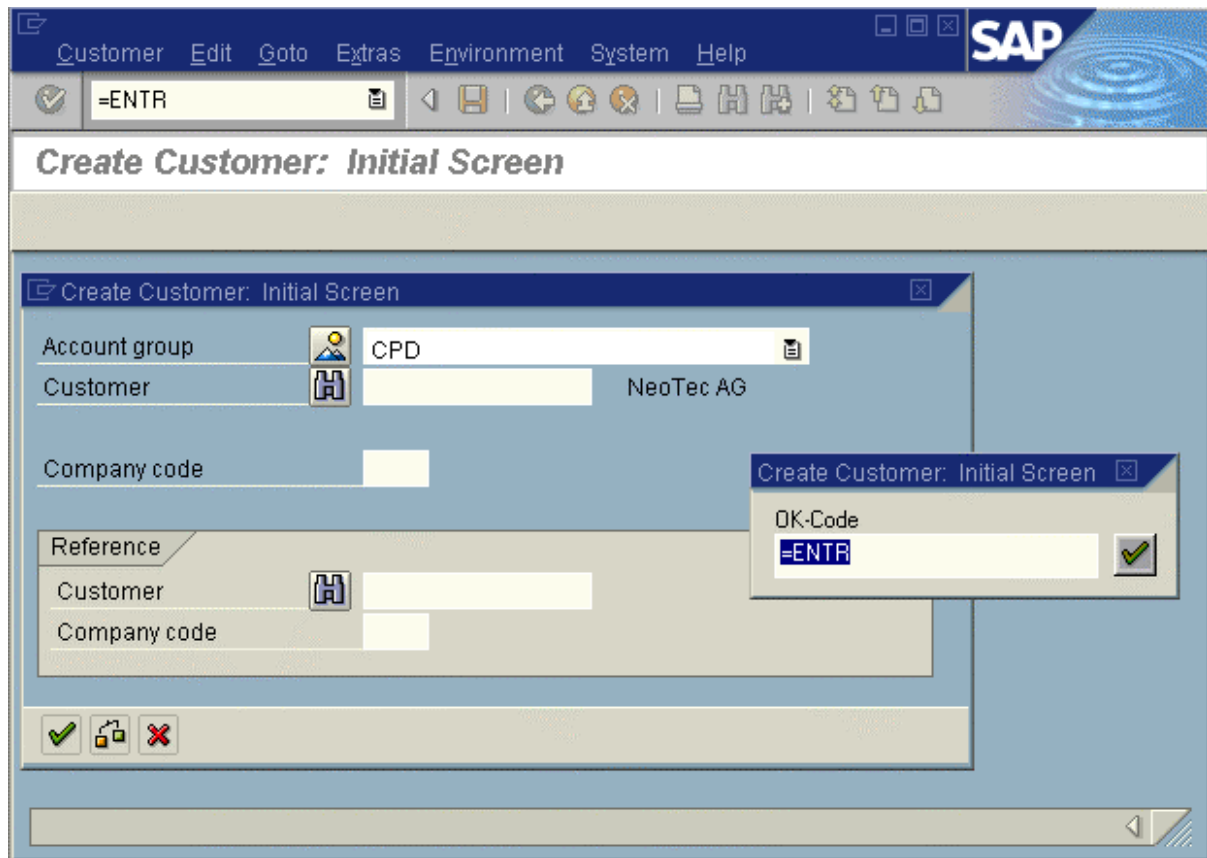 Customer Edit Goto Extras Environment System Help
SAP
=ENTR
Create Customer: Initial Screen
Create Customer: Initial Screen
Account group CPD
Customer NeoTec AG
Company code
Create Customer: Initial Screen
OK-Code
=ENTR
Reference
Customer
Company code